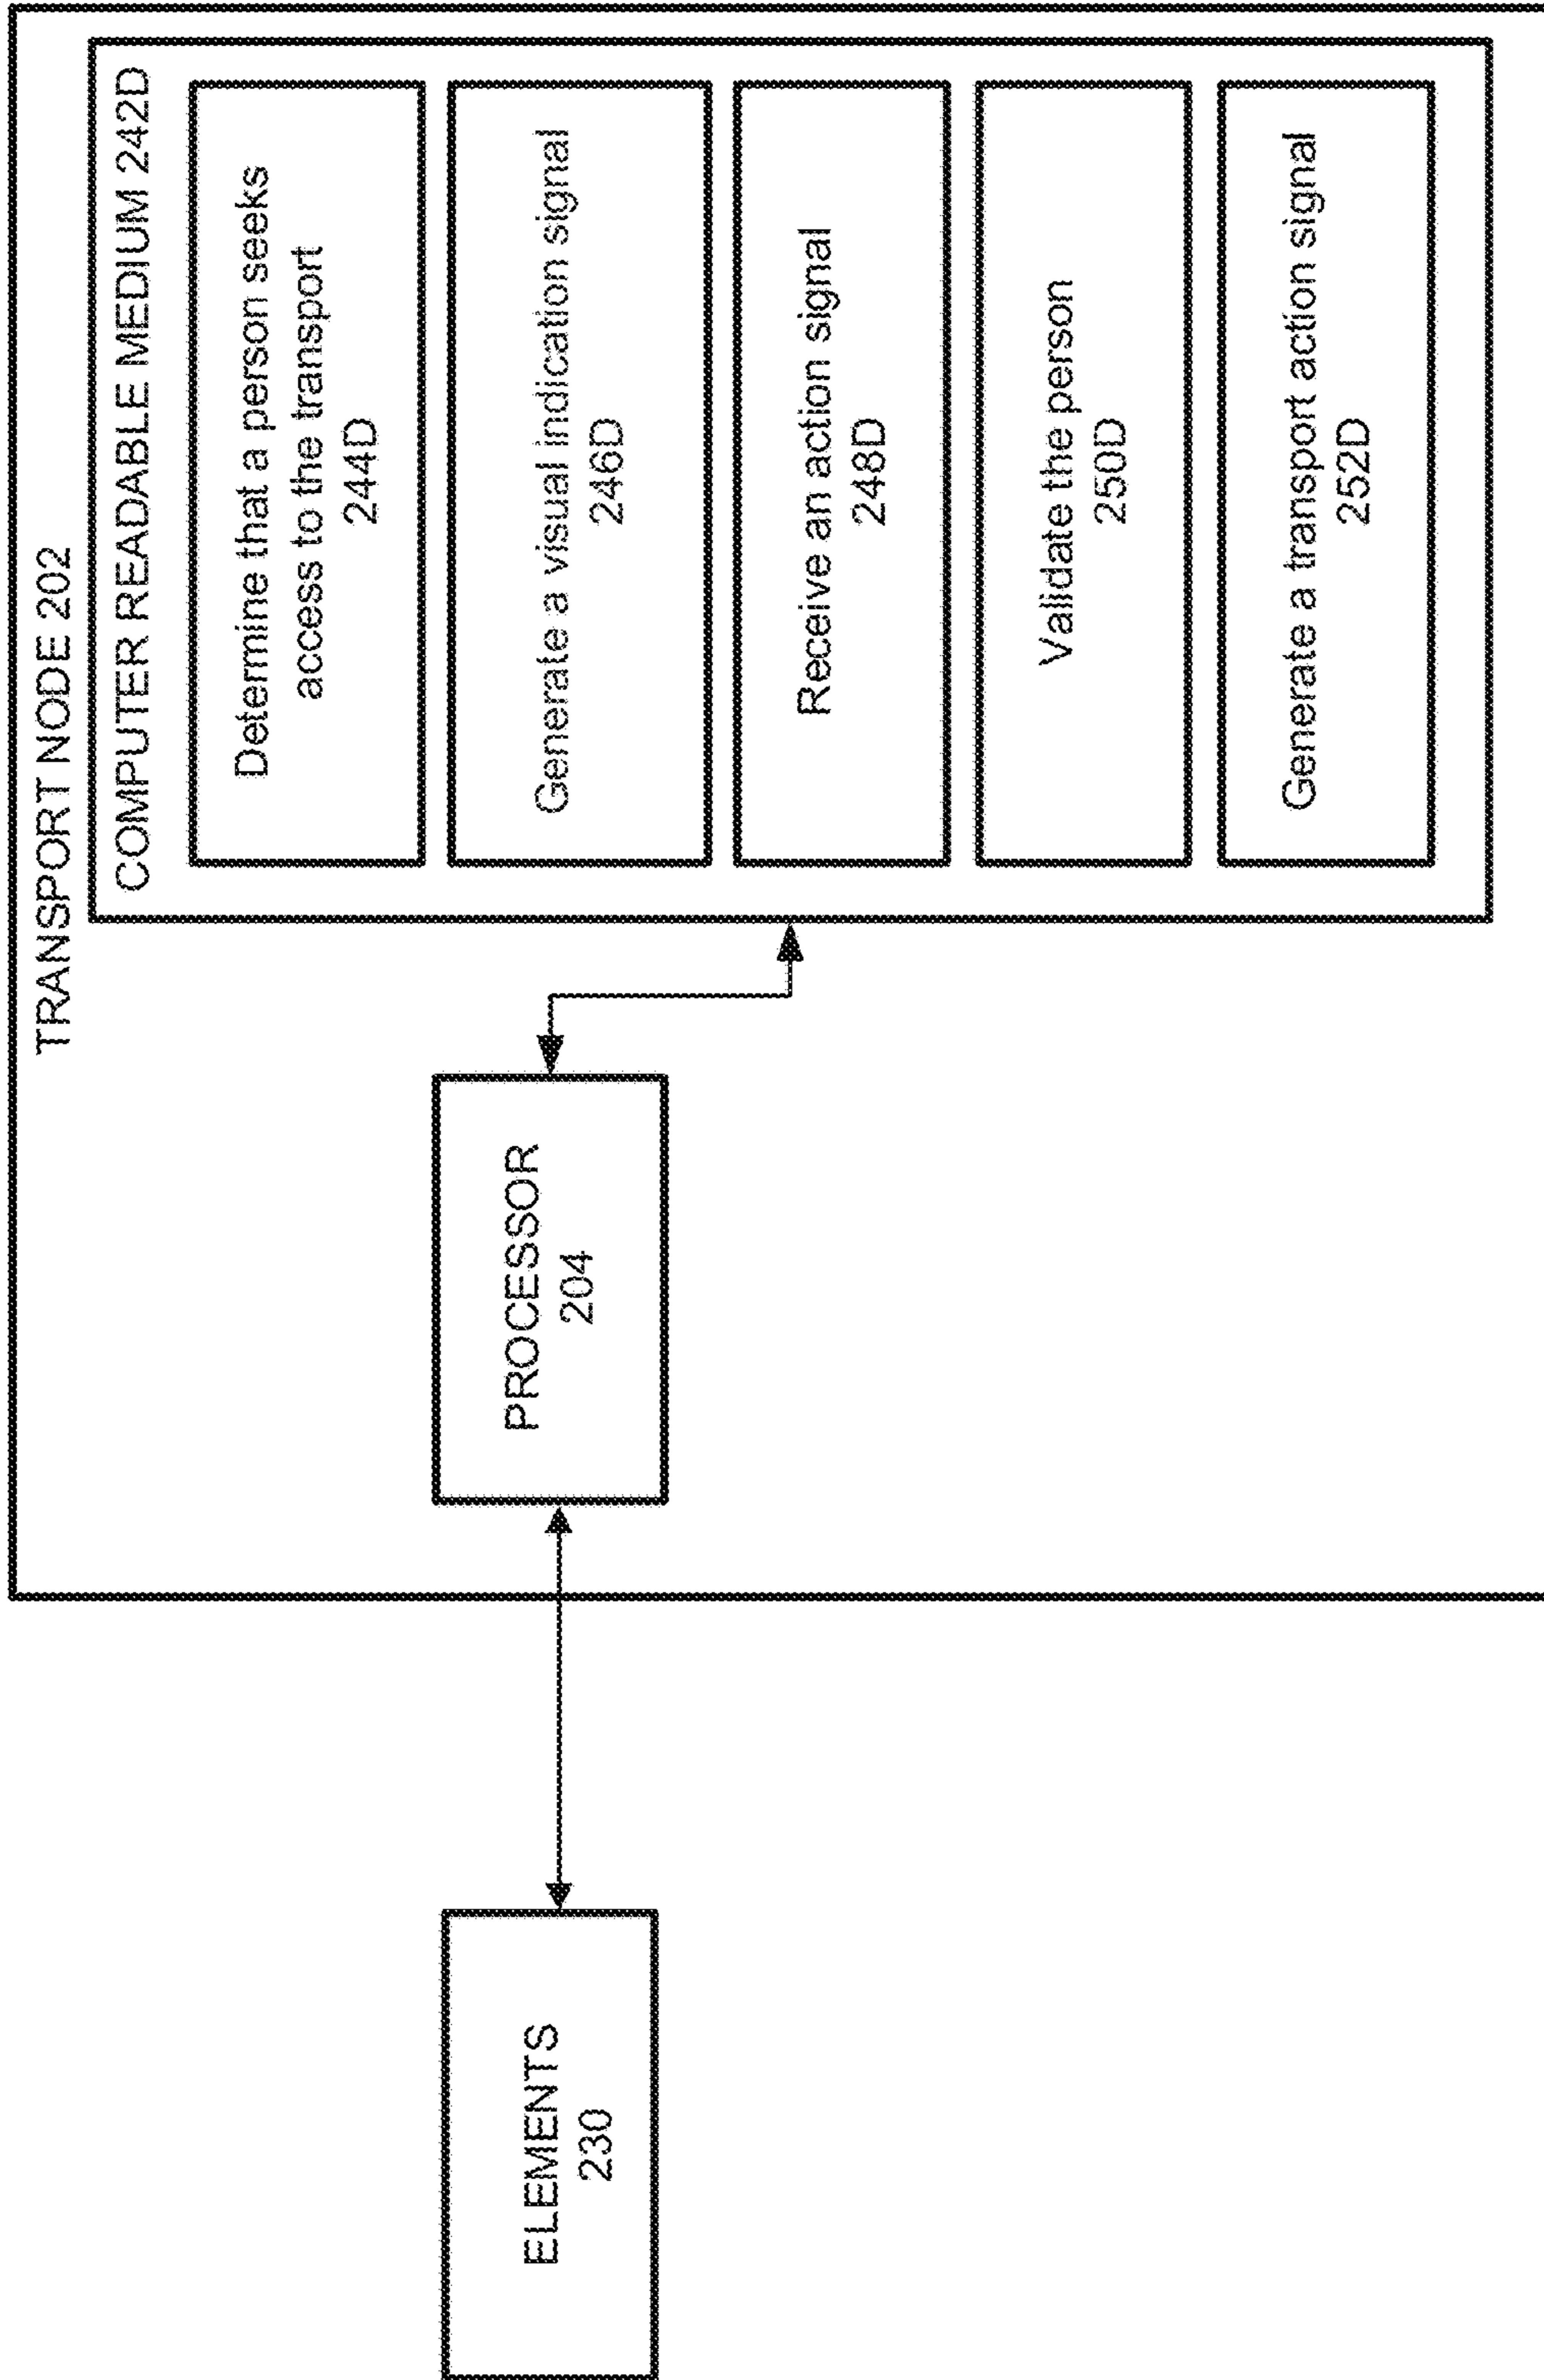 TRANSPORT NODE 202
COMPUTER READABLE MEDIUM 242D
Determine that a person seeks
access to the transport
244D
Generate a visual indication signal
246D
Receive an action signal
248D
Validate the person
250D
Generate a transport action signal
252D
PROCESSOR
204
ELEMENTS
230